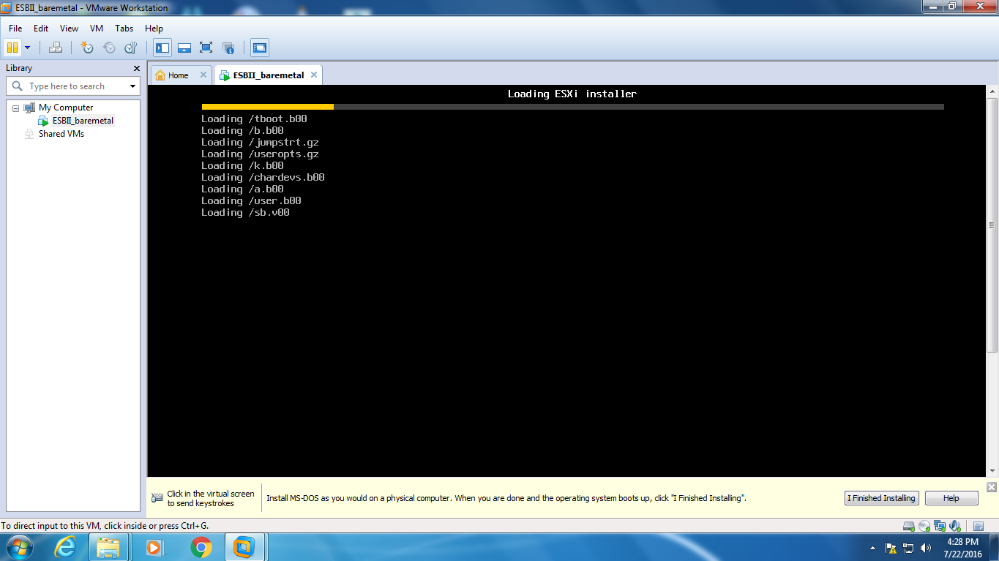 ESBII_baremetal - VMware Workstation
File Edit View VM Tabs Help
Library
Type here to search
My Computer
ESBII_baremetal
Shared VMs
Home
ESBII_baremetal
Loading ESXi installer
Loading /tboot.b00
Loading /b.b00
Loading /jumpstrt.gz
Loading /useropts.gz
Loading /k.b00
Loading /chardevs.b00
Loading /a.b00
Loading /user.b00
Loading /sb.v00
Click in the virtual screen
to send keystrokes
Install MS-DOS as you would on a physical computer. When you are done and the operating system boots up, click "I Finished Installing".
I Finished Installing
Help
To direct input to this VM, click inside or press Ctrl+G.
4:28 PM
7/22/2016